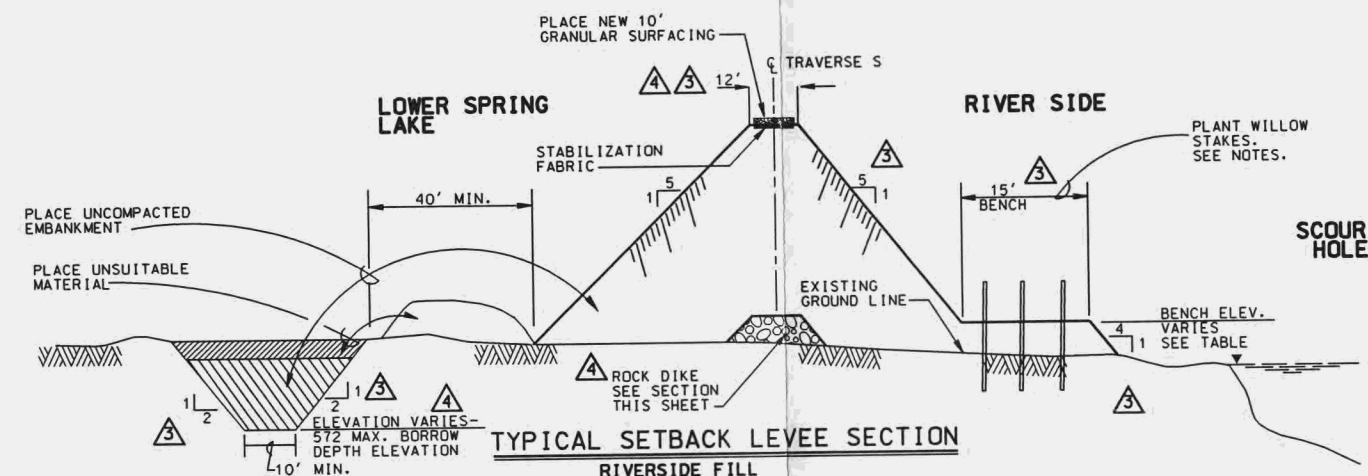 PLACE NEW 10'
GRANULAR SURFACING
℄ TRAVERSE S
4 3 12'
LOWER SPRING
LAKE
RIVER SIDE
PLANT WILLOW
STAKES.
SEE NOTES.
STABILIZATION
FABRIC
3
3
5
1
5
1
15'
BENCH
40' MIN.
PLACE UNCOMPACTED
EMBANKMENT
SCOUR
HOLE
PLACE UNSUITABLE
MATERIAL
EXISTING
GROUND LINE
BENCH ELEV.
VARIES
SEE TABLE
4
1
4
ROCK DIKE
SEE SECTION
THIS SHEET
1
2
3
1
2
3
4
3
ELEVATION VARIES-
572 MAX. BORROW
DEPTH ELEVATION
10' MIN.
TYPICAL SETBACK LEVEE SECTION
RIVERSIDE FILL